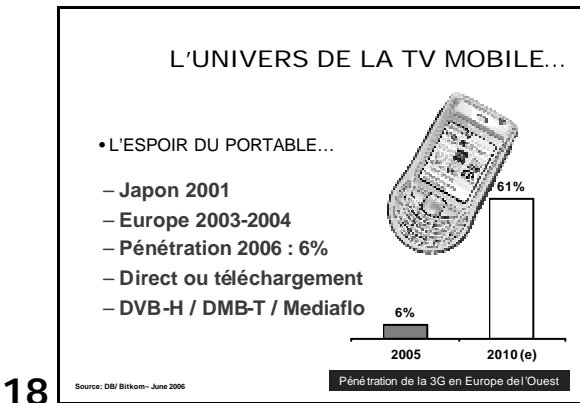 L'UNIVERS DE LA TV MOBILE…
• L'ESPOIR DU PORTABLE…
– Japon 2001
– Europe 2003-2004
– Pénétration 2006 : 6%
– Direct ou téléchargement
– DVB-H / DMB-T / Mediaflo
61%
6%
2005 2010 (e)
Pénétration de la 3G en Europe de l'Ouest
Source: DB/ Bitkom– June 2006
18